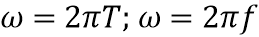 ω = 2πT; ω = 2πf